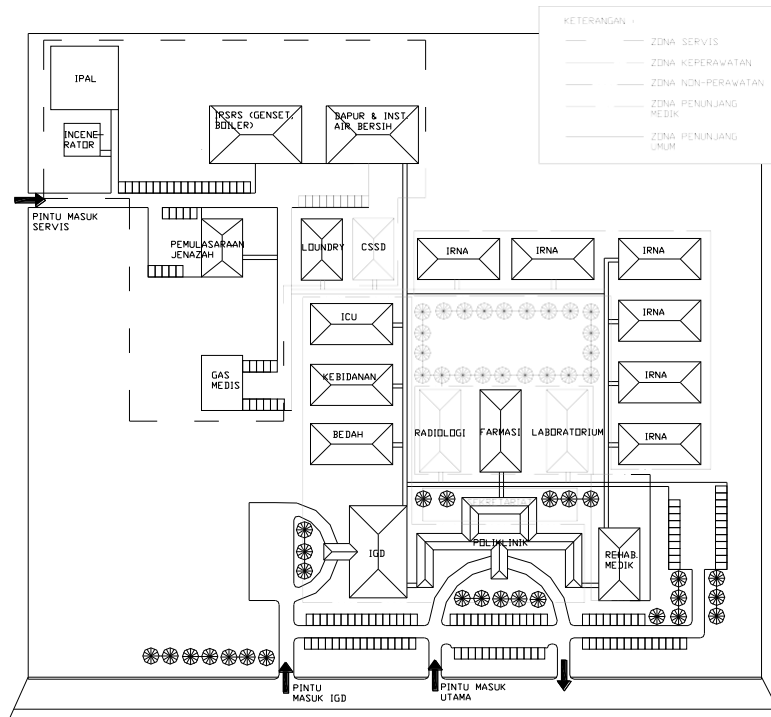 KETERANGAN :
ZONA SERVIS
ZONA KEPERAWATAN
ZONA NON-PERAWATAN
ZONA PENUNJANG
MEDIK
ZONA PENUNJANG
UMUM
IPAL
INCENE-
RATOR
IPSRS (GENSET,
BOILER)
DAPUR & INST.
AIR BERSIH
PINTU MASUK
SERVIS
PEMULASARAAN
JENAZAH
LOUNDRY
CSSD
IRNA
IRNA
IRNA
ICU
IRNA
GAS
MEDIS
KEBIDANAN
IRNA
BEDAH
RADIOLOGI
FARMASI
LABORATORIUM
IRNA
IGD
POLIKLINIK
REHAB.
MEDIK
PINTU
MASUK IGD
PINTU MASUK
UTAMA